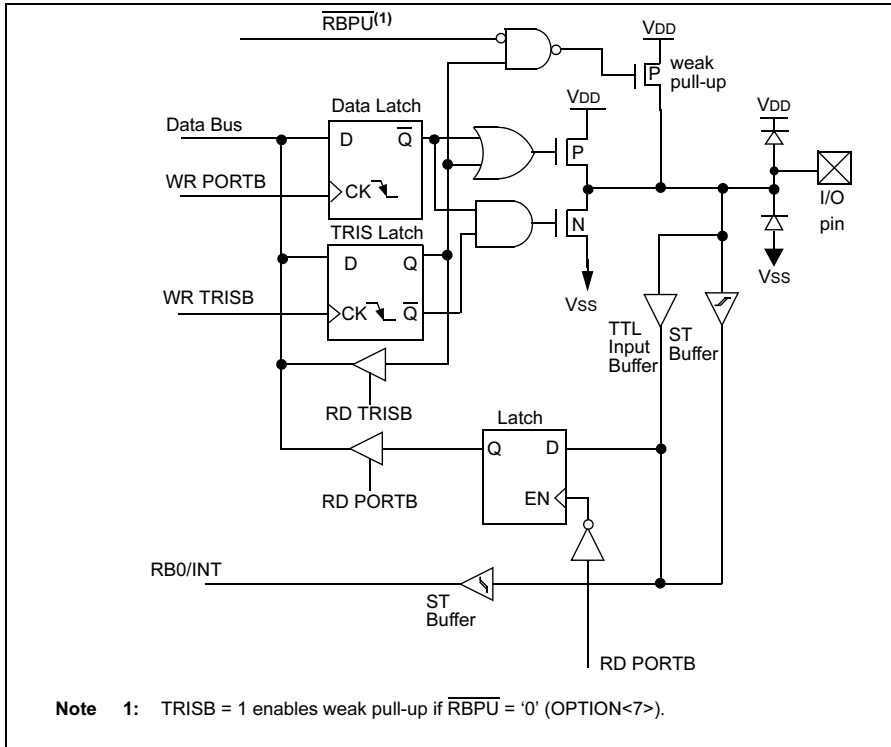 R̅B̅P̅U̅(1)
VDD
weak
pull-up
P
VDD
VDD
Data Latch
Data Bus
D
Q̅
P
WR PORTB
CK
I/O
pin
N
TRIS Latch
D
Q
VSS
WR TRISB
CK
Q̅
VSS
TTL
Input
Buffer
ST
Buffer
RD TRISB
Latch
Q
D
RD PORTB
EN
RB0/INT
ST
Buffer
RD PORTB
Note 1: TRISB = 1 enables weak pull-up if R̅B̅P̅U̅ = ‘0’ (OPTION<7>).